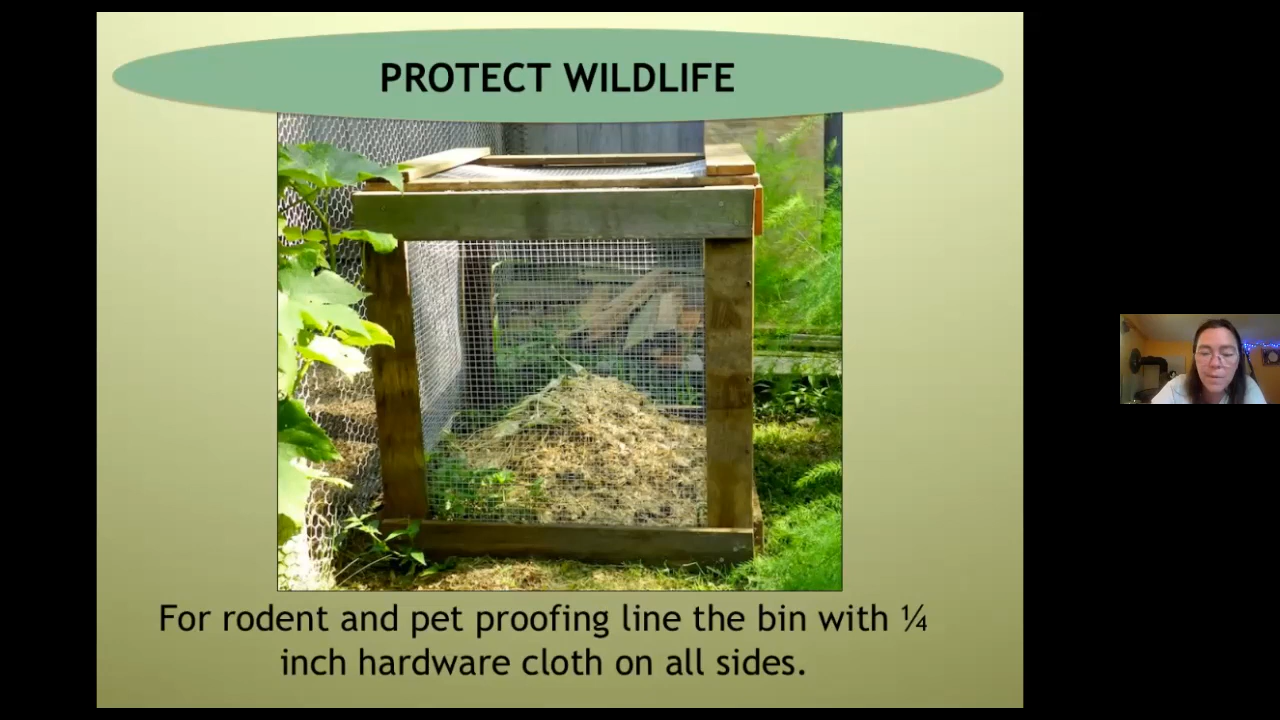 PROTECT WILDLIFE
For rodent and pet proofing line the bin with ¼
inch hardware cloth on all sides.